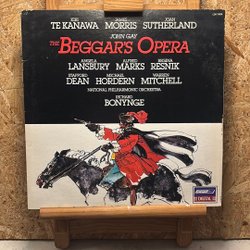 KIRI JAMES JOAN
TE KANAWA MORRIS SUTHERLAND
JOHN GAY
THE BEGGAR'S OPERA
ANGELA ALFRED REGINA
LANSBURY MARKS RESNIK
STAFFORD MICHAEL WARREN
DEAN HORDERN MITCHELL
NATIONAL PHILHARMONIC ORCHESTRA
RICHARD
BONYNGE
DIGITAL